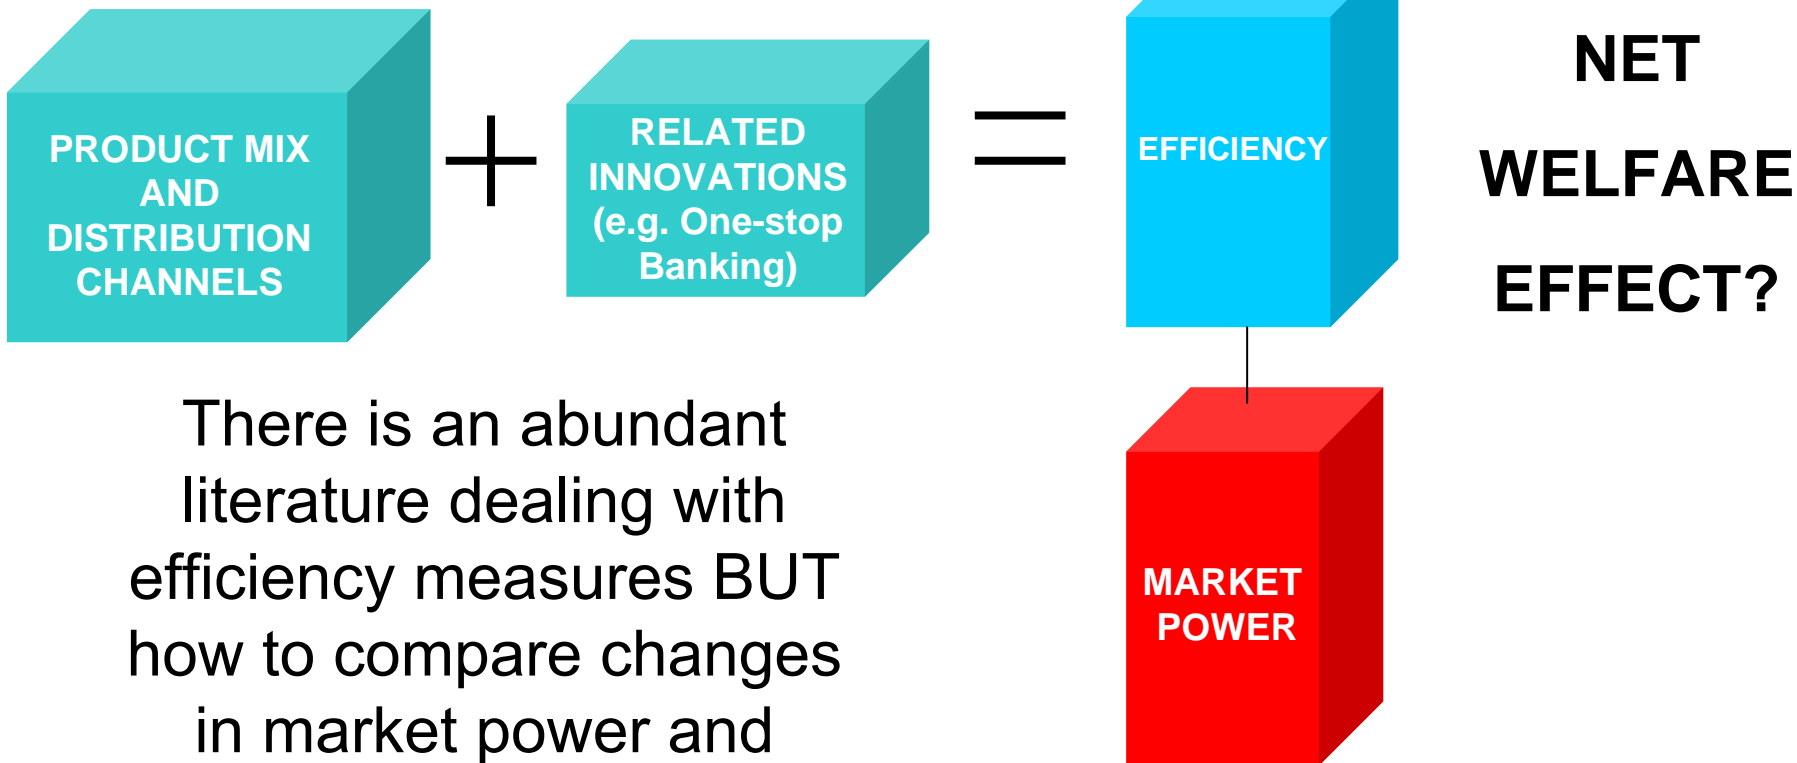 PRODUCT MIX
AND
DISTRIBUTION
CHANNELS
+
RELATED
INNOVATIONS
(e.g. One-stop
Banking)
=
EFFICIENCY
NET
WELFARE
EFFECT?
There is an abundant
literature dealing with
efficiency measures BUT
how to compare changes
in market power and
MARKET
POWER